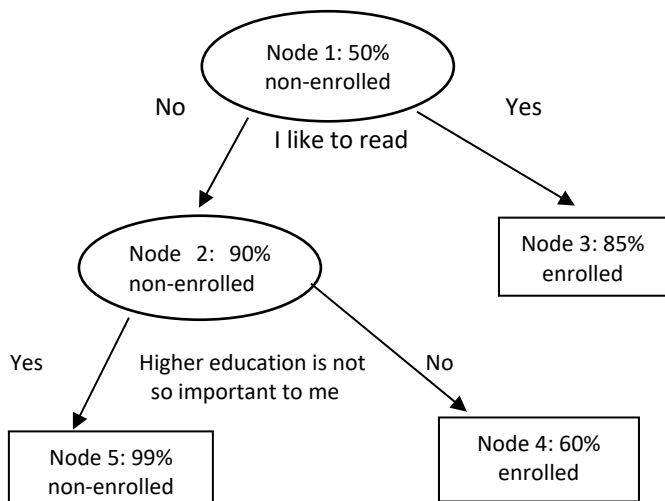 Node 1: 50%
non-enrolled
No
Yes
I like to read
Node 2: 90%
non-enrolled
Node 3: 85%
enrolled
Yes
Higher education is not
so important to me
No
Node 5: 99%
non-enrolled
Node 4: 60%
enrolled